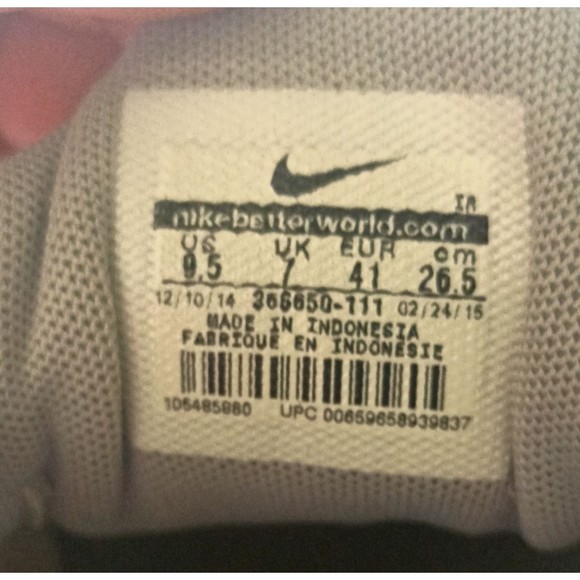 IA
nikebetterworld.com
US UK EUR cm
9.5 7 41 26.5
12/10/14 366650-111 02/24/15
MADE IN INDONESIA
FABRIQUE EN INDONÉSIE
105485880 UPC 00659658939837